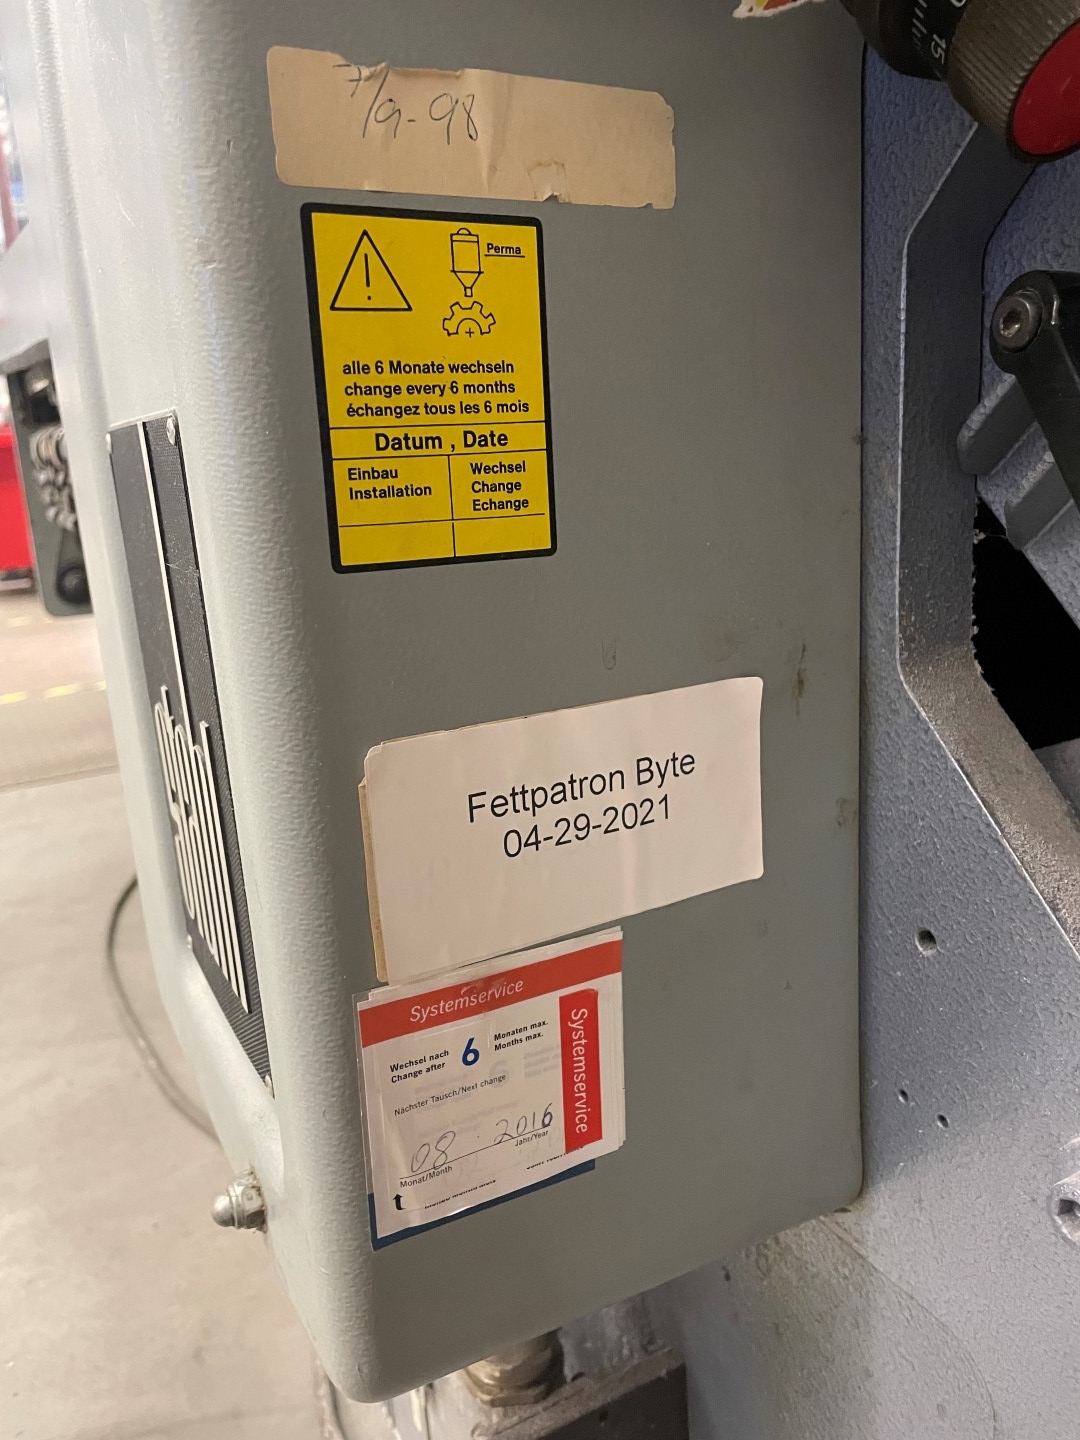 15
7/9-98
Perma
alle 6 Monate wechseln
change every 6 months
échangez tous les 6 mois
Datum , Date
Einbau
Installation
Wechsel
Change
Echange
stahl
Fettpatron Byte
04-29-2021
Systemservice
Wechsel nach
Change after
6
Monaten max.
Months max.
Systemservice
Nächster Tausch/Next change
08 . 2016
Monat/Month
Jahr/Year